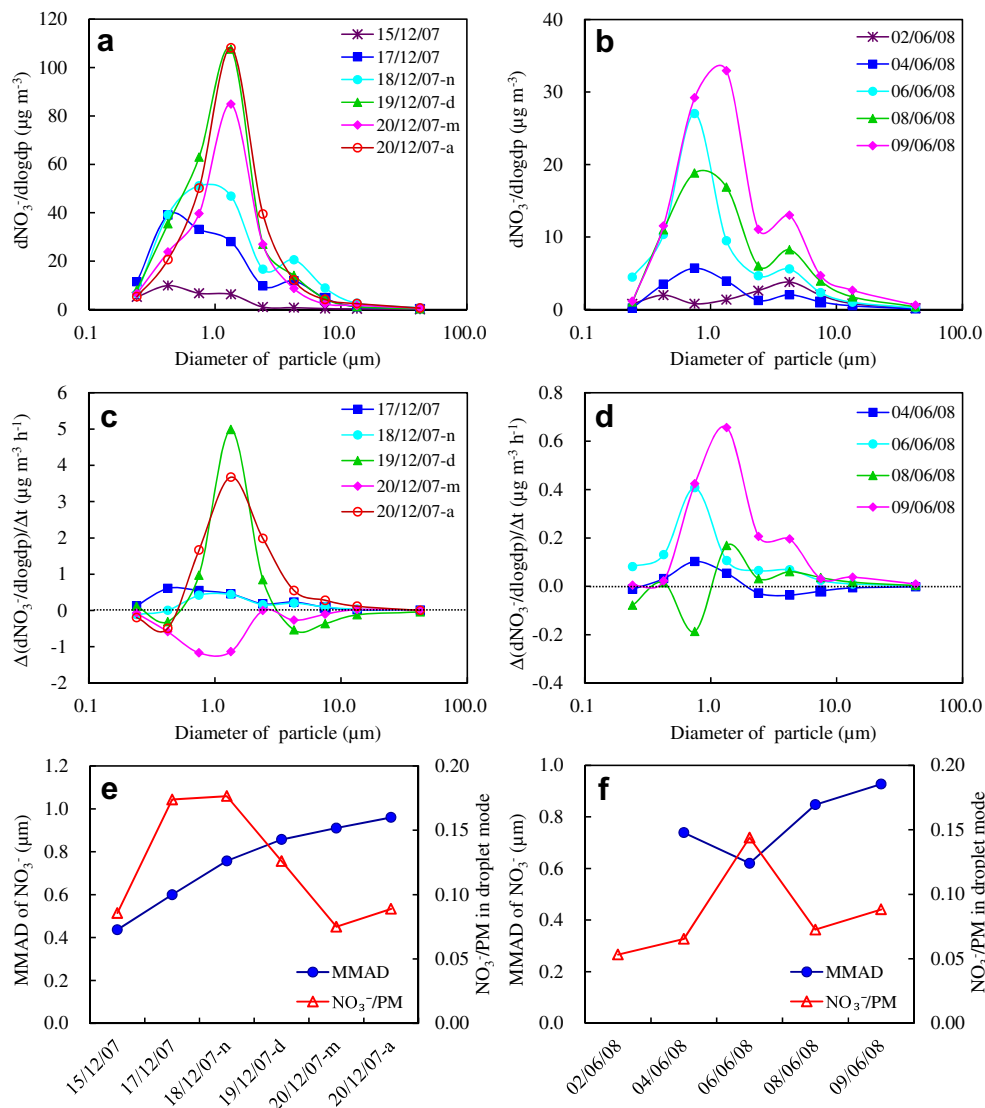 a
120
100
80
60
40
20
0
dNO₃⁻/dlogdp (µg m⁻³)
15/12/07
17/12/07
18/12/07-n
19/12/07-d
20/12/07-m
20/12/07-a
0.1 1.0 10.0 100.0
Diameter of particle (µm)
b
40
30
20
10
0
dNO₃⁻/dlogdp (µg m⁻³)
02/06/08
04/06/08
06/06/08
08/06/08
09/06/08
0.1 1.0 10.0 100.0
Diameter of particle (µm)
c
6
5
4
3
2
1
0
-1
-2
Δ(dNO₃⁻/dlogdp)/Δt (µg m⁻³ h⁻¹)
17/12/07
18/12/07-n
19/12/07-d
20/12/07-m
20/12/07-a
0.1 1.0 10.0 100.0
Diameter of particle (µm)
d
0.8
0.6
0.4
0.2
0.0
-0.2
-0.4
Δ(dNO₃⁻/dlogdp)/Δt (µg m⁻³ h⁻¹)
04/06/08
06/06/08
08/06/08
09/06/08
0.1 1.0 10.0 100.0
Diameter of particle (µm)
e
1.2
1.0
0.8
0.6
0.4
0.2
0.0
MMAD of NO₃⁻ (µm)
0.20
0.15
0.10
0.05
0.00
NO₃⁻/PM in droplet mode
MMAD
NO₃⁻/PM
15/12/07
17/12/07
18/12/07-n
19/12/07-d
20/12/07-m
20/12/07-a
f
1.0
0.8
0.6
0.4
0.2
0.0
MMAD of NO₃⁻ (µm)
0.20
0.15
0.10
0.05
0.00
NO₃⁻/PM in droplet mode
MMAD
NO₃⁻/PM
02/06/08
04/06/08
06/06/08
08/06/08
09/06/08